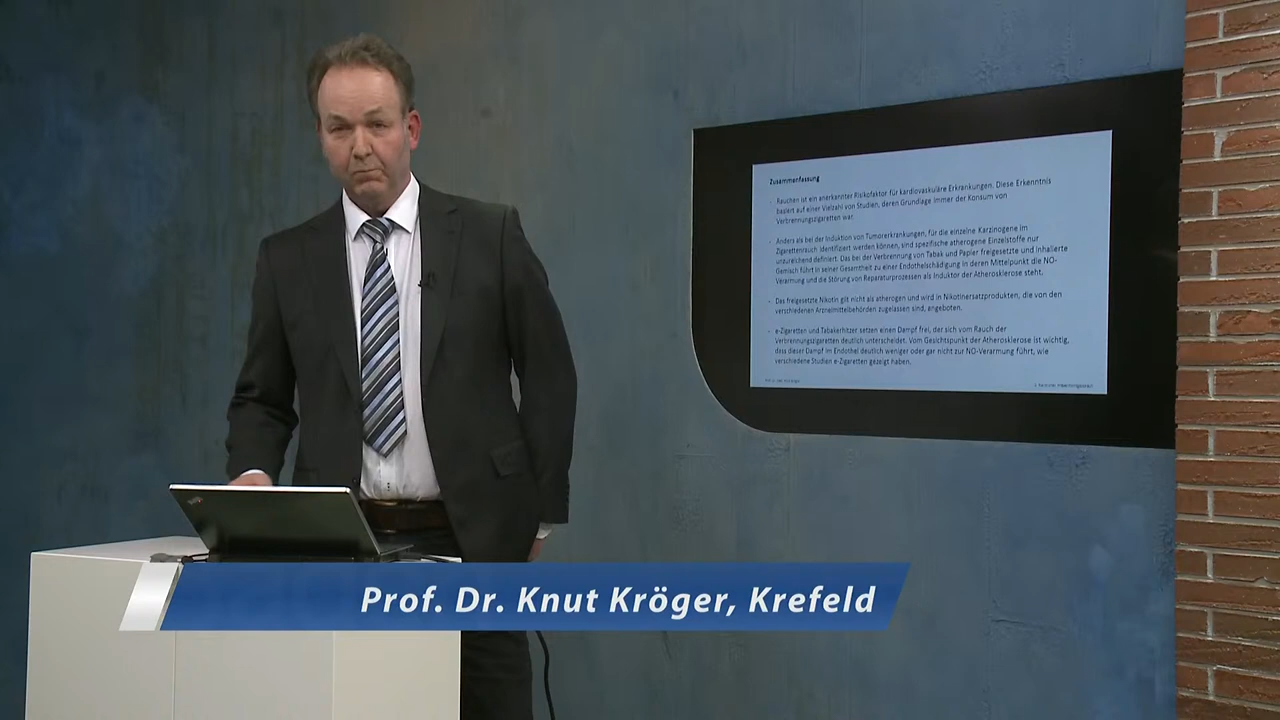 Zusammenfassung
- Rauchen ist ein anerkannter Risikofaktor für kardiovaskuläre Erkrankungen. Diese Erkenntnis
basiert auf einer Vielzahl von Studien, deren Grundlage immer der Konsum von
Verbrennungszigaretten war.
- Anders als bei der Induktion von Tumorerkrankungen, für die einzelne Karzinogene im
Zigarettenrauch identifiziert werden können, sind spezifische atherogene Einzelstoffe nur
unzureichend definiert. Das bei der Verbrennung von Tabak und Papier freigesetzte und inhalierte
Gemisch führt in seiner Gesamtheit zu einer Endothelschädigung in deren Mittelpunkt die NO-
Verarmung und die Störung von Reparaturprozessen als Induktor der Atherosklerose steht.
- Das freigesetzte Nikotin gilt nicht als atherogen und wird in Nikotinersatzprodukten, die von den
verschiedenen Arzneimittelbehörden zugelassen sind, angeboten.
- e-Zigaretten und Tabakerhitzer setzen einen Dampf frei, der sich vom Rauch der
Verbrennungszigaretten deutlich unterscheidet. Vom Gesichtspunkt der Atherosklerose ist wichtig,
dass dieser Dampf im Endothel deutlich weniger oder gar nicht zur NO-Verarmung führt, wie
verschiedene Studien e-Zigaretten gezeigt haben.
Prof. Dr. Knut Kröger, Krefeld